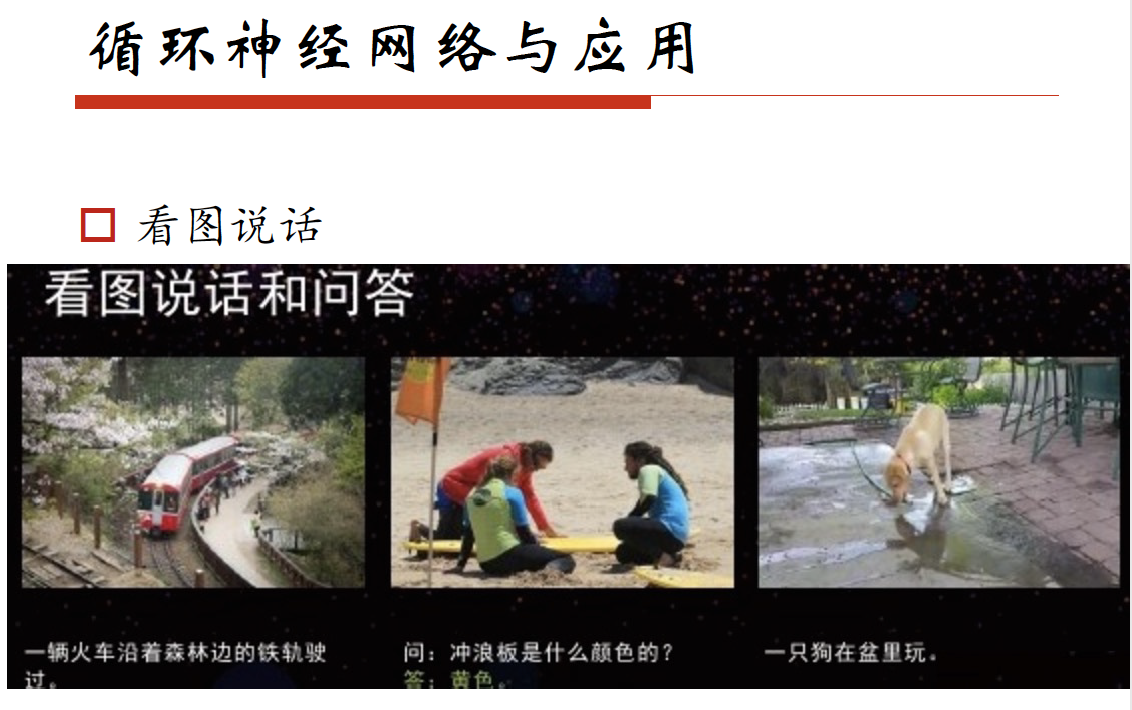 循环神经网络与应用
看图说话
看图说话和问答
一辆火车沿着森林边的铁轨驶
过。
问：冲浪板是什么颜色的？
答：黄色。
一只狗在盆里玩。